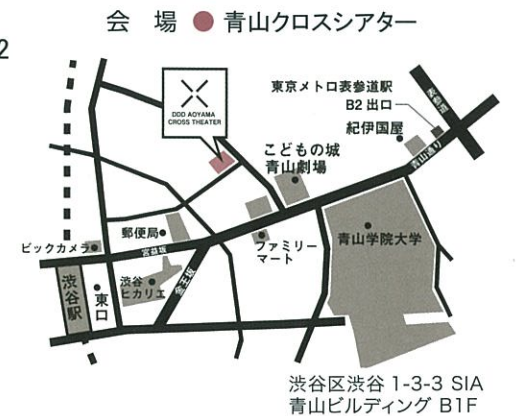 会 場 ● 青山クロスシアター
2
DDD AOYAMA
CROSS THEATER
東京メトロ表参道駅
B2 出口
表参道
紀伊国屋
青山通り
こどもの城
青山劇場
郵便局
ビックカメラ
宮益坂
ファミリー
マート
青山学院大学
渋谷
ヒカリエ
金王坂
渋谷駅
東口
渋谷区渋谷 1-3-3 SIA
青山ビルディング B1F